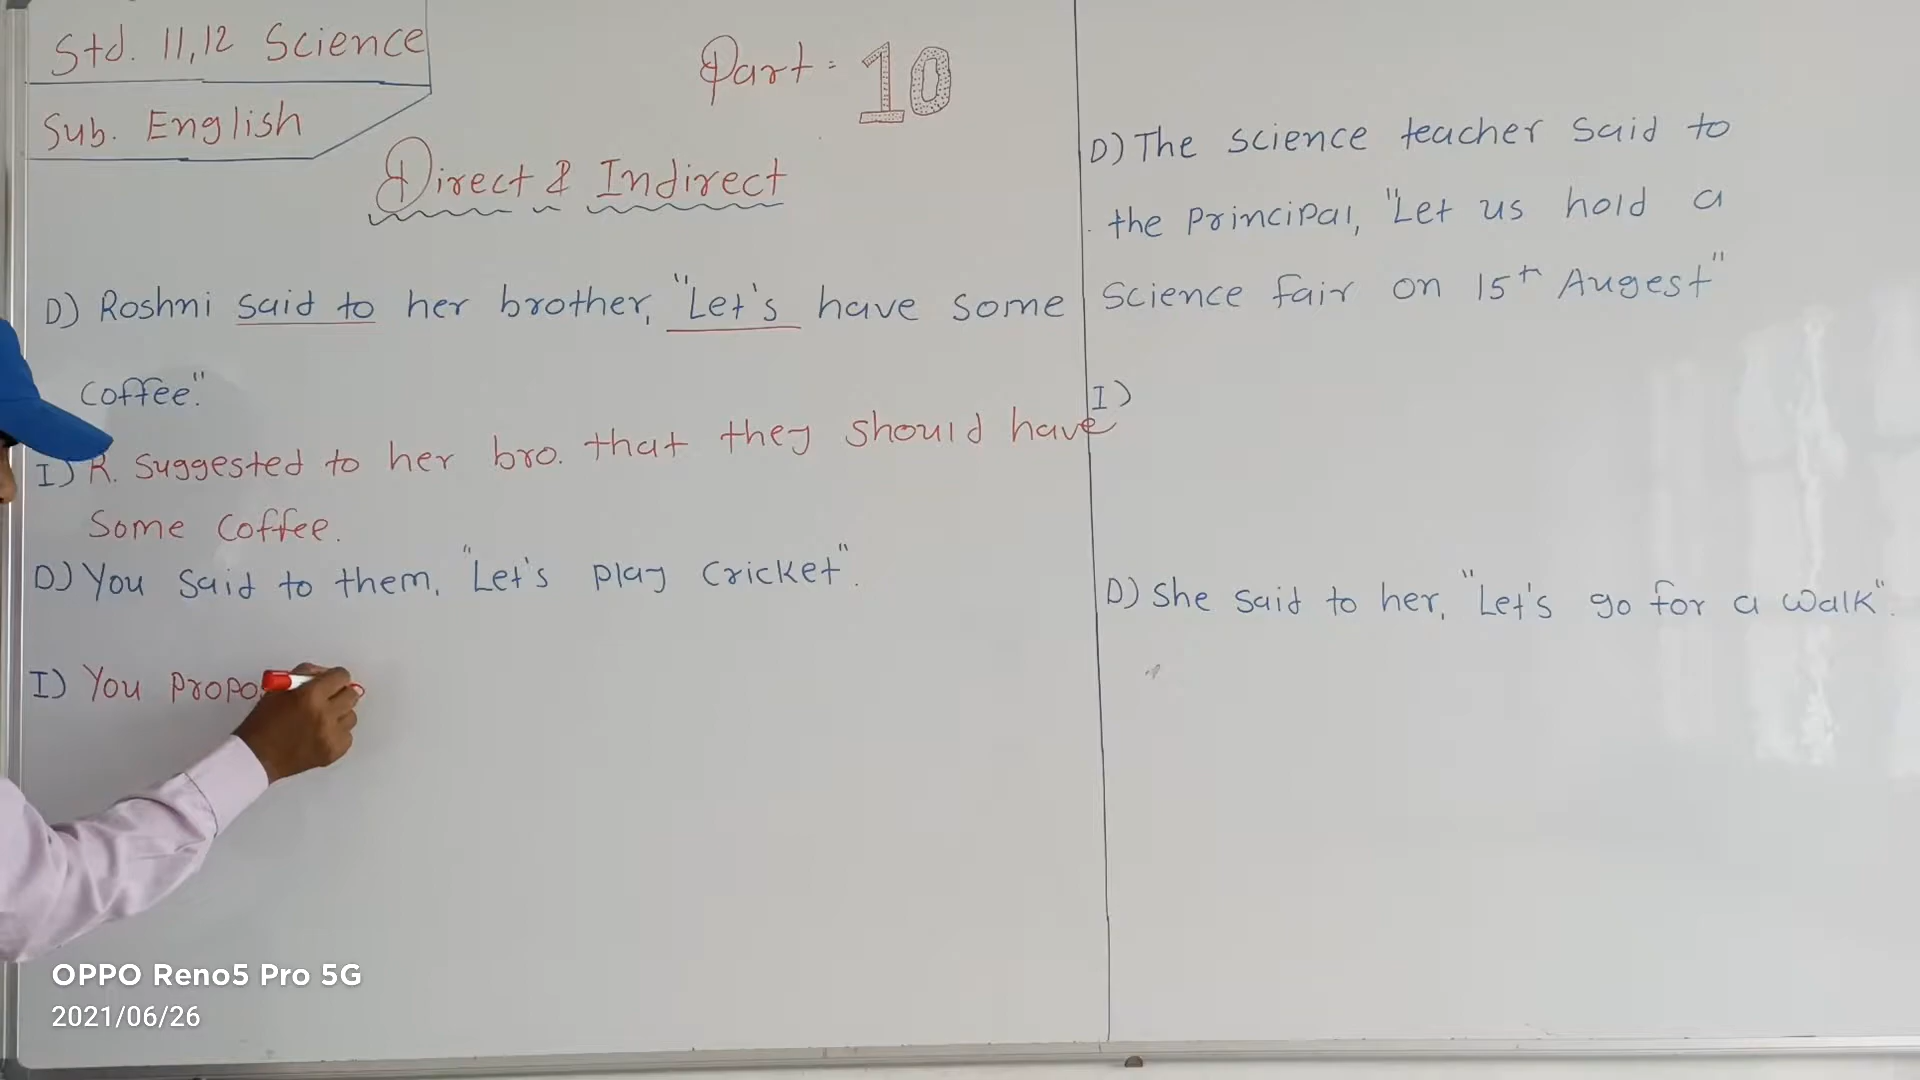 Std. 11,12 Science
Sub. English
Part: 10
Direct & Indirect
D) Roshni said to her brother, "Let's have some
coffee."
I) R. suggested to her bro. that they should have
some coffee.
D) You said to them, "Let's play cricket".
I) You
D) The science teacher said to
the principal, "Let us hold a
science fair on 15th Augest"
I)
D) She said to her, "Let's go for a walk".
OPPO Reno5 Pro 5G
2021/06/26